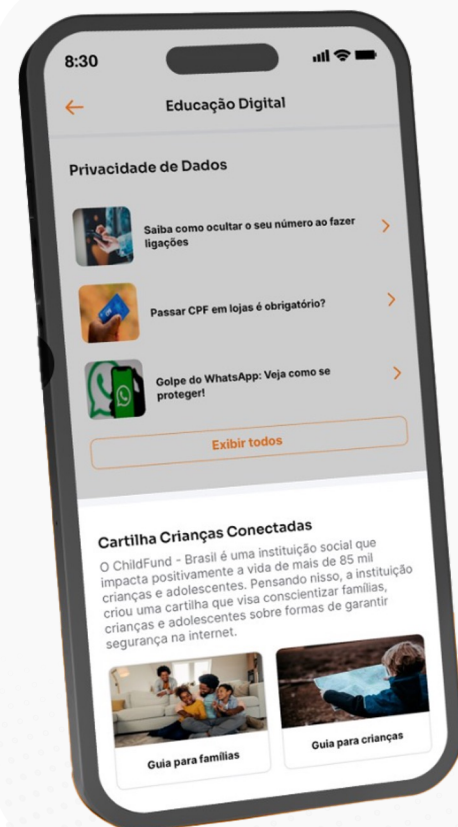 8:30
Educação Digital
Privacidade de Dados
Saiba como ocultar o seu número ao fazer
ligações
Passar CPF em lojas é obrigatório?
Golpe do WhatsApp: Veja como se
proteger!
Exibir todos
Cartilha Crianças Conectadas
O ChildFund - Brasil é uma instituição social que
impacta positivamente a vida de mais de 85 mil
crianças e adolescentes. Pensando nisso, a instituição
criou uma cartilha que visa conscientizar famílias,
crianças e adolescentes sobre formas de garantir
segurança na internet.
Guia para famílias
Guia para crianças